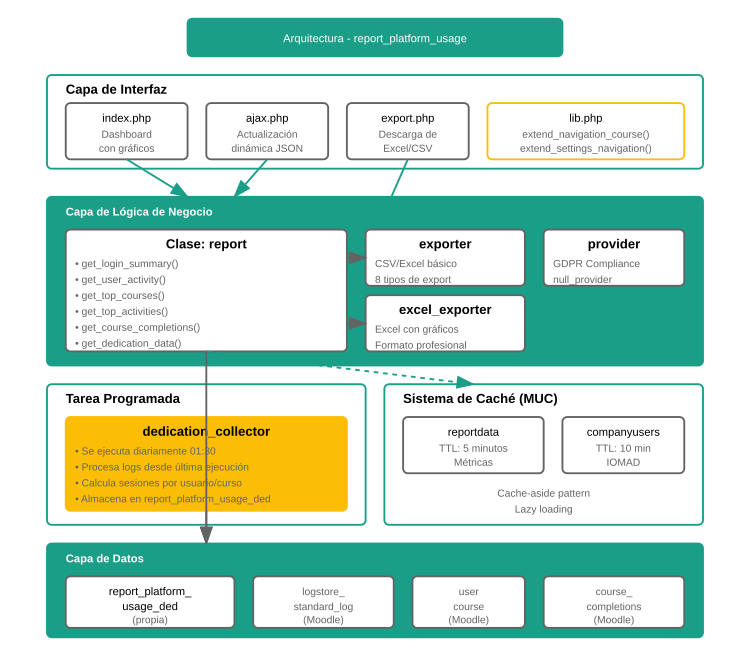 Arquitectura - report_platform_usage
Capa de Interfaz
index.php
Dashboard
con gráficos
ajax.php
Actualización
dinámica JSON
export.php
Descarga de
Excel/CSV
lib.php
extend_navigation_course()
extend_settings_navigation()
Capa de Lógica de Negocio
Clase: report
• get_login_summary()
• get_user_activity()
• get_top_courses()
• get_top_activities()
• get_course_completions()
• get_dedication_data()
exporter
CSV/Excel básico
8 tipos de export
provider
GDPR Compliance
null_provider
excel_exporter
Excel con gráficos
Formato profesional
Tarea Programada
dedication_collector
• Se ejecuta diariamente 01:30
• Procesa logs desde última ejecución
• Calcula sesiones por usuario/curso
• Almacena en report_platform_usage_ded
Sistema de Caché (MUC)
reportdata
TTL: 5 minutos
Métricas
companyusers
TTL: 10 min
IOMAD
Cache-aside pattern
Lazy loading
Capa de Datos
report_platform_
usage_ded
(propia)
logstore_
standard_log
(Moodle)
user
course
(Moodle)
course_
completions
(Moodle)